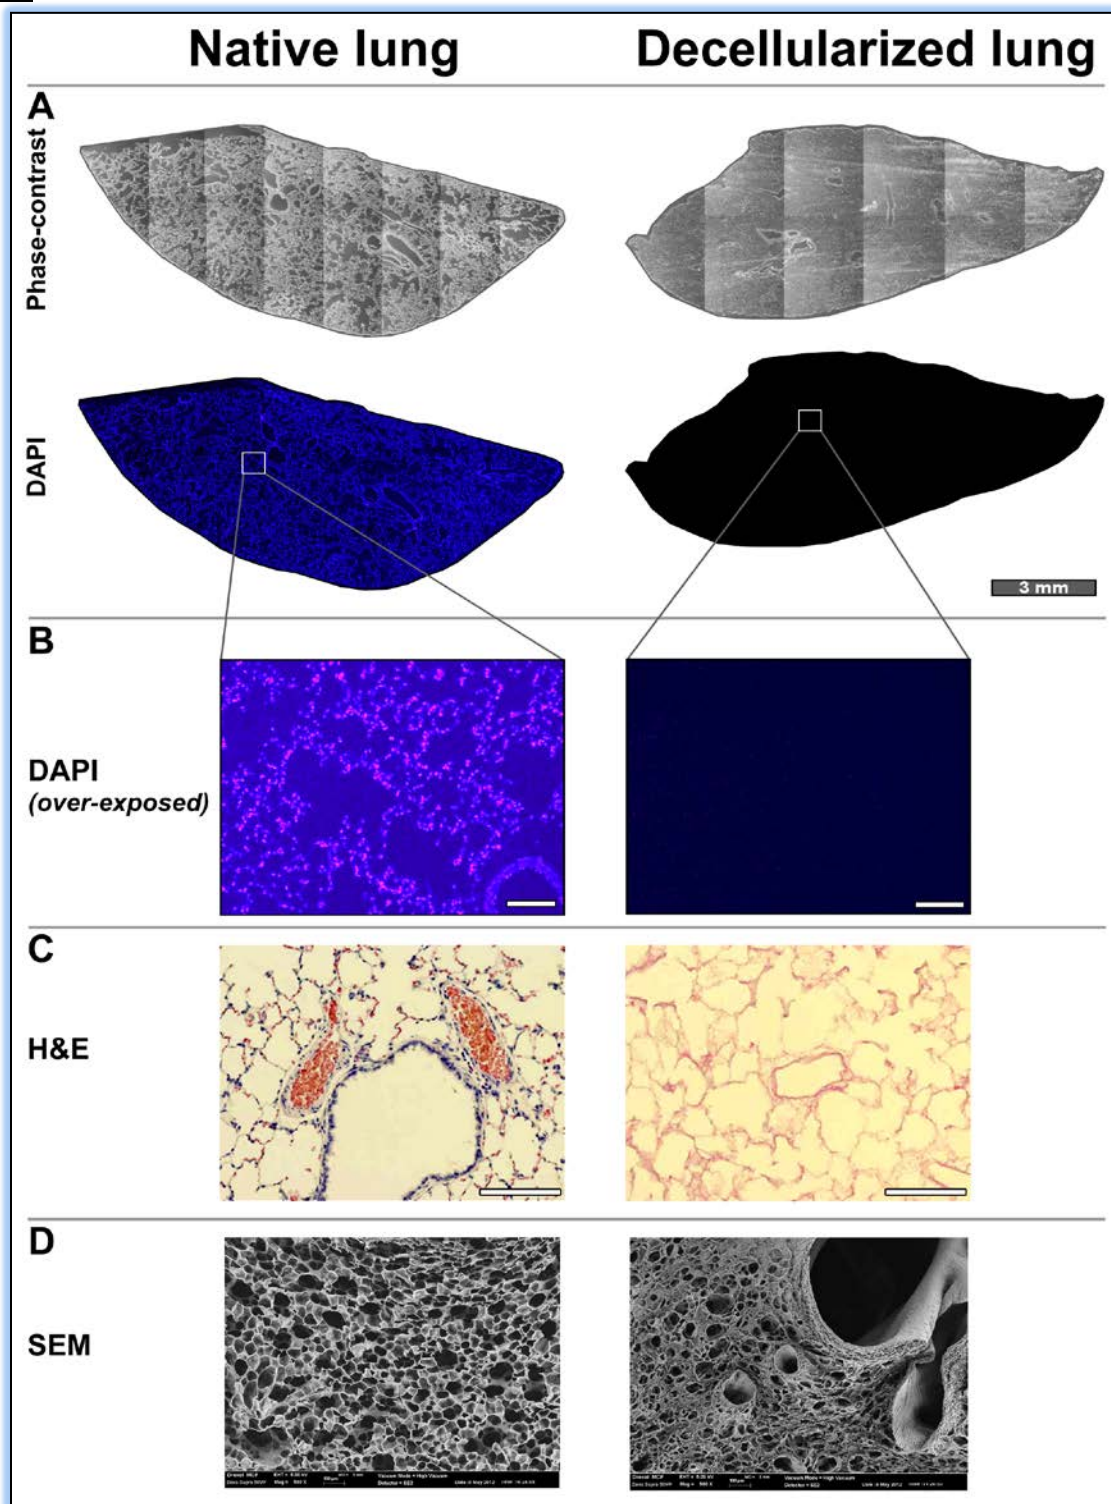 Native lung
Decellularized lung
A
Phase-contrast
DAPI
3 mm
B
DAPI
(over-exposed)
C
H&E
D
SEM